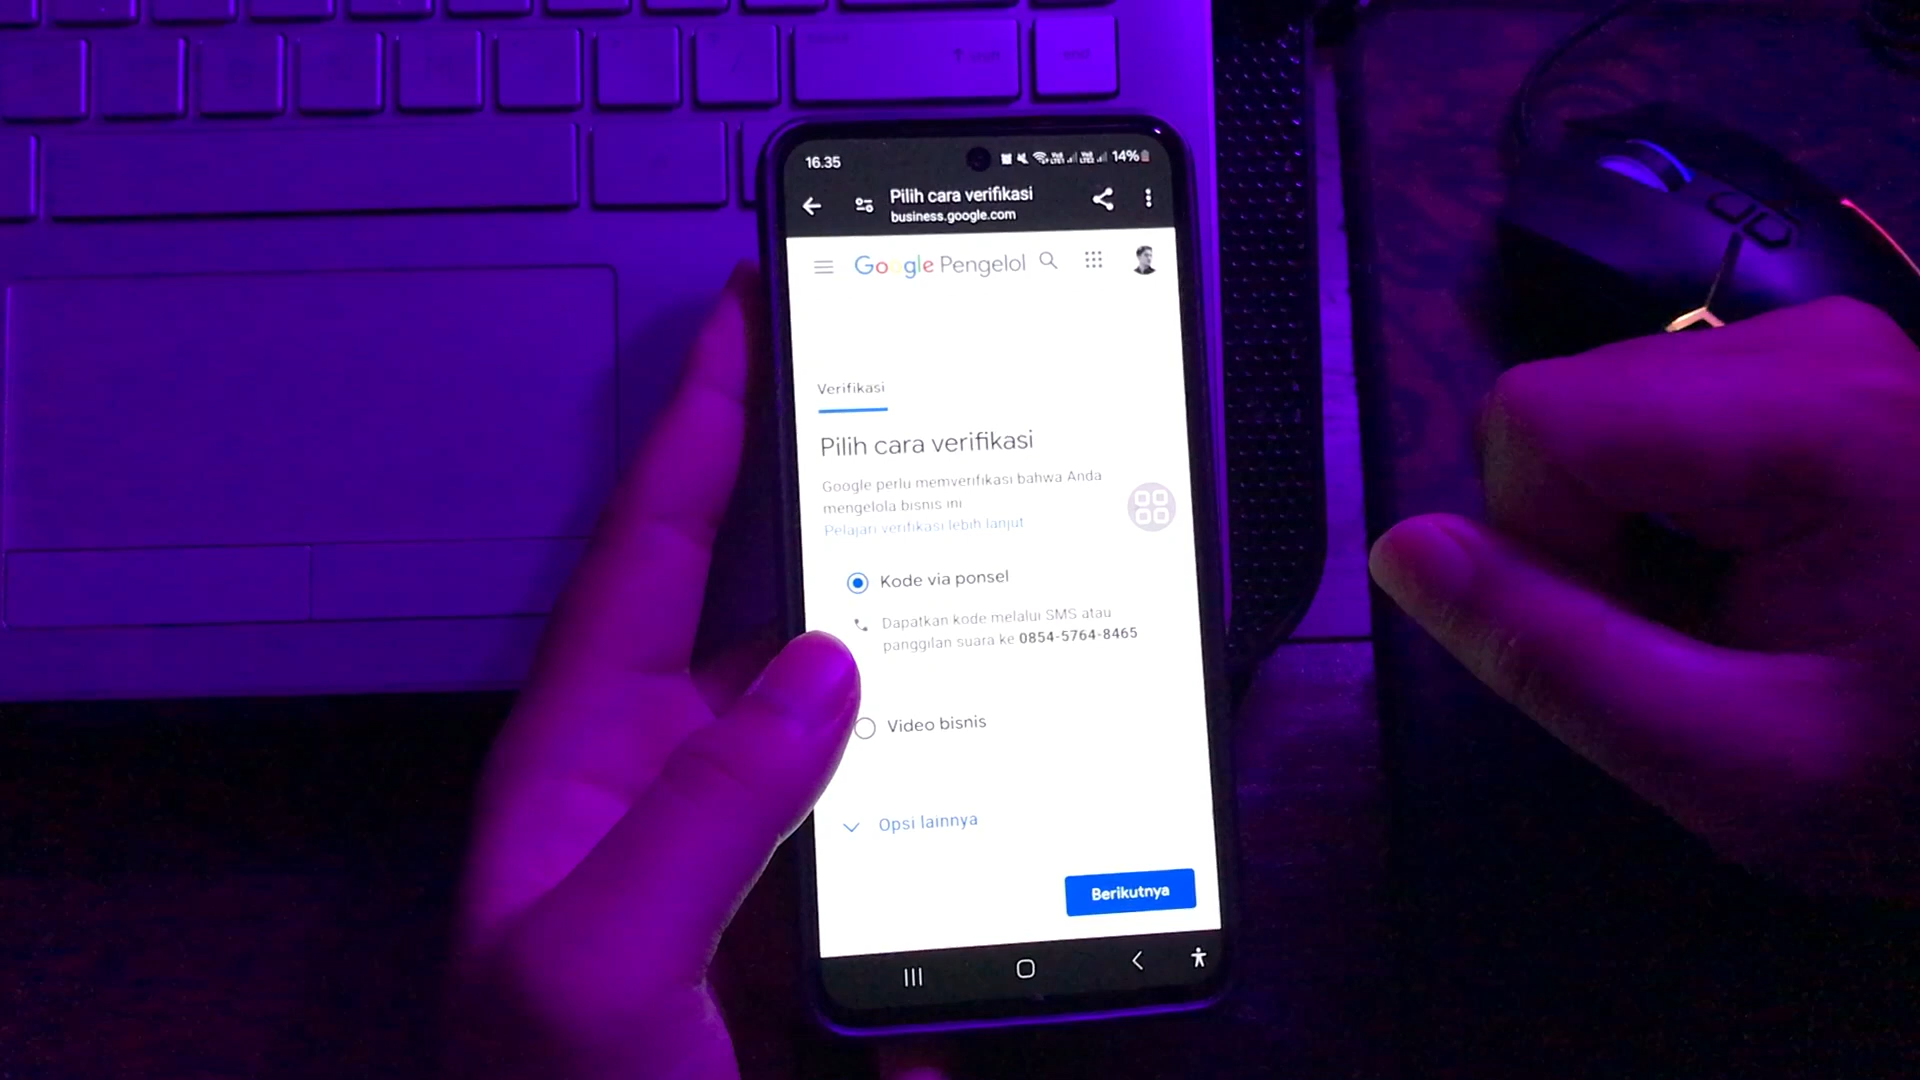 16.35
14%
Pilih cara verifikasi
business.google.com
Google Pengelol
Verifikasi
Pilih cara verifikasi
Google perlu memverifikasi bahwa Anda
mengelola bisnis ini
Pelajari verifikasi lebih lanjut
Kode via ponsel
Dapatkan kode melalui SMS atau
panggilan suara ke 0854-5764-8465
Video bisnis
Opsi lainnya
Berikutnya